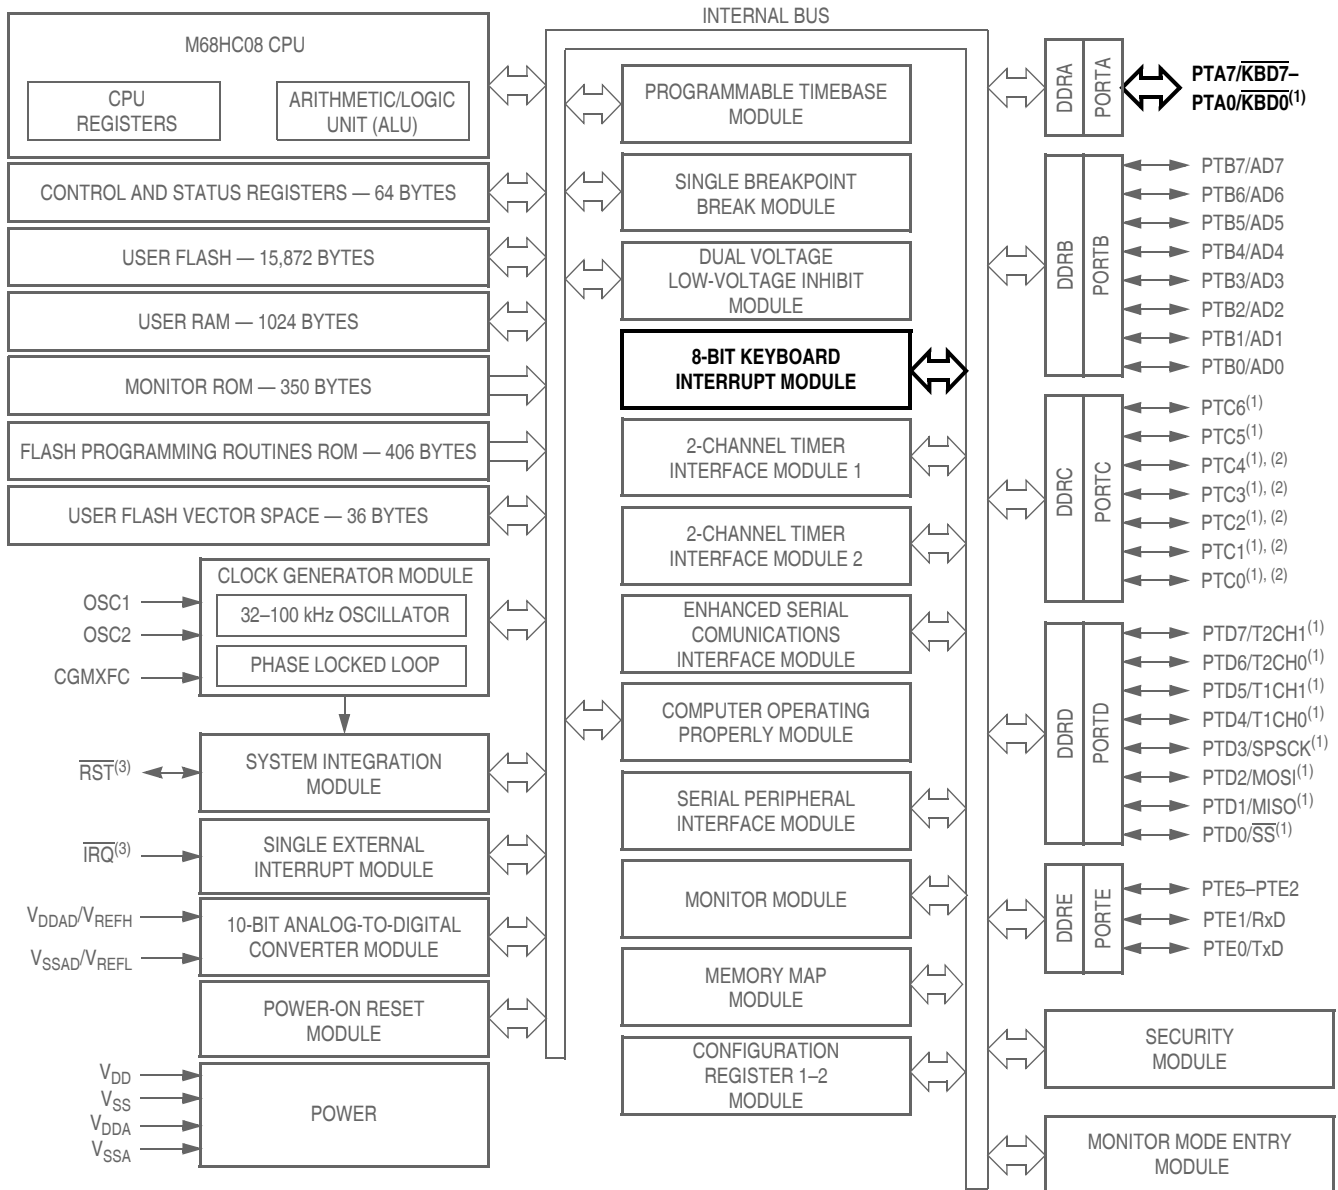 INTERNAL BUS
M68HC08 CPU
CPU
REGISTERS
ARITHMETIC/LOGIC
UNIT (ALU)
CONTROL AND STATUS REGISTERS — 64 BYTES
USER FLASH — 15,872 BYTES
USER RAM — 1024 BYTES
MONITOR ROM — 350 BYTES
FLASH PROGRAMMING ROUTINES ROM — 406 BYTES
USER FLASH VECTOR SPACE — 36 BYTES
CLOCK GENERATOR MODULE
32–100 kHz OSCILLATOR
PHASE LOCKED LOOP
OSC1
OSC2
CGMXFC
SYSTEM INTEGRATION
MODULE
RST(3)
SINGLE EXTERNAL
INTERRUPT MODULE
IRQ(3)
10-BIT ANALOG-TO-DIGITAL
CONVERTER MODULE
VDDAD/VREFH
VSSAD/VREFL
POWER-ON RESET
MODULE
POWER
VDD
VSS
VDDA
VSSA
PROGRAMMABLE TIMEBASE
MODULE
SINGLE BREAKPOINT
BREAK MODULE
DUAL VOLTAGE
LOW-VOLTAGE INHIBIT
MODULE
8-BIT KEYBOARD
INTERRUPT MODULE
2-CHANNEL TIMER
INTERFACE MODULE 1
2-CHANNEL TIMER
INTERFACE MODULE 2
ENHANCED SERIAL
COMUNICATIONS
INTERFACE MODULE
COMPUTER OPERATING
PROPERLY MODULE
SERIAL PERIPHERAL
INTERFACE MODULE
MONITOR MODULE
MEMORY MAP
MODULE
CONFIGURATION
REGISTER 1–2
MODULE
DDRA
PORTA
PTA7/KBD7–
PTA0/KBD0(1)
DDRB
PORTB
PTB7/AD7
PTB6/AD6
PTB5/AD5
PTB4/AD4
PTB3/AD3
PTB2/AD2
PTB1/AD1
PTB0/AD0
DDRC
PORTC
PTC6(1)
PTC5(1)
PTC4(1), (2)
PTC3(1), (2)
PTC2(1), (2)
PTC1(1), (2)
PTC0(1), (2)
DDRD
PORTD
PTD7/T2CH1(1)
PTD6/T2CH0(1)
PTD5/T1CH1(1)
PTD4/T1CH0(1)
PTD3/SPSCK(1)
PTD2/MOSI(1)
PTD1/MISO(1)
PTD0/SS(1)
DDRE
PORTE
PTE5–PTE2
PTE1/RxD
PTE0/TxD
SECURITY
MODULE
MONITOR MODE ENTRY
MODULE